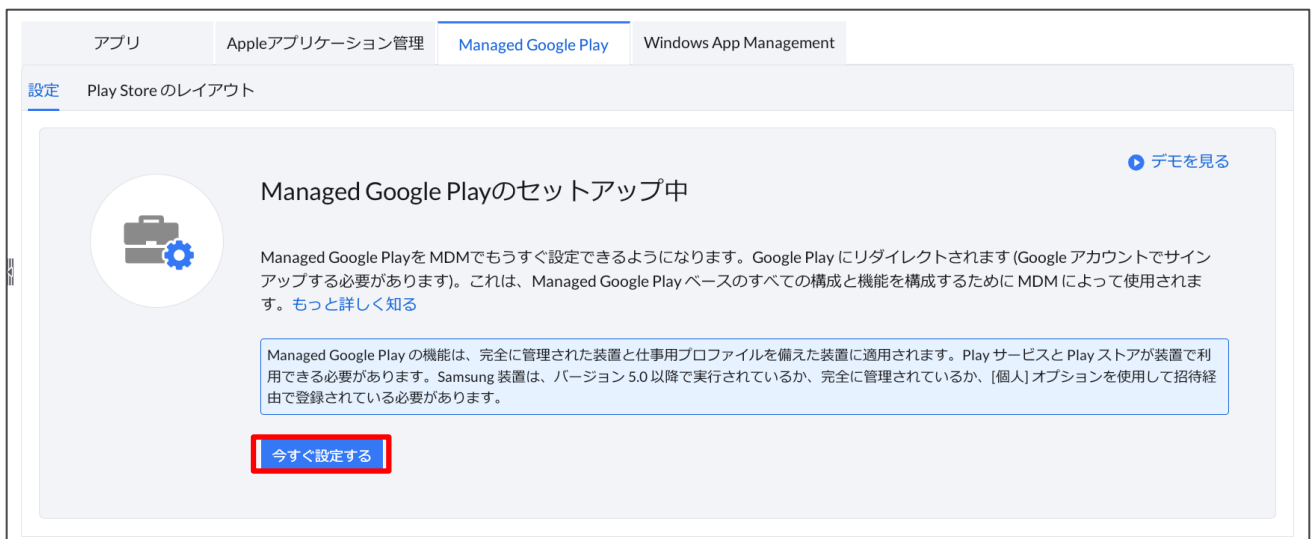 アプリ Appleアプリケーション管理 Managed Google Play Windows App Management
設定 Play Store のレイアウト
デモを見る
Managed Google Playのセットアップ中
Managed Google Playを MDMでもうすぐ設定できるようになります。Google Play にリダイレクトされます (Google アカウントでサイン
アップする必要があります)。これは、Managed Google Play ベースのすべての構成と機能を構成するために MDM によって使用されま
す。もっと詳しく知る
Managed Google Play の機能は、完全に管理された装置と仕事用プロファイルを備えた装置に適用されます。Play サービスと Play ストアが装置で利
用できる必要があります。Samsung 装置は、バージョン 5.0 以降で実行されているか、完全に管理されているか、[個人] オプションを使用して招待経
由で登録されている必要があります。
今すぐ設定する